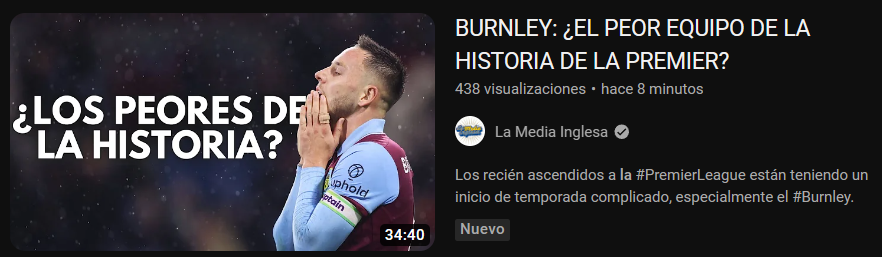 ¿LOS PEORES DE
LA HISTORIA?
uphold
captain
34:40
BURNLEY: ¿EL PEOR EQUIPO DE LA
HISTORIA DE LA PREMIER?
438 visualizaciones • hace 8 minutos
La Media Inglesa
Los recién ascendidos a la #PremierLeague están teniendo un
inicio de temporada complicado, especialmente el #Burnley.
Nuevo